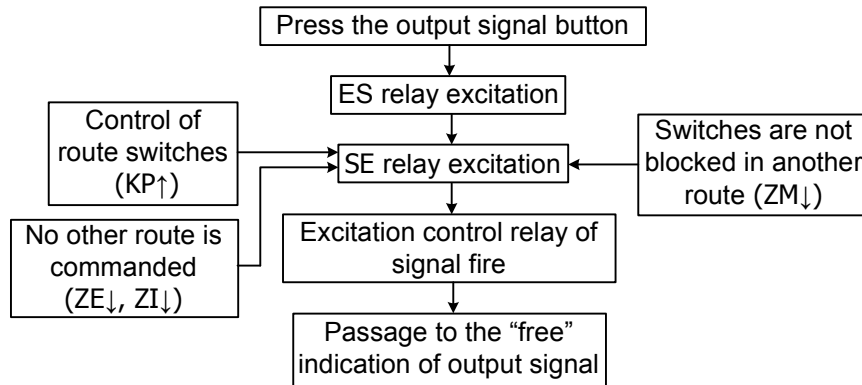 Press the output signal button
ES relay excitation
Control of
route switches
(KP↑)
SE relay excitation
Switches are not
blocked in another
route (ZM↓)
No other route is
commanded
(ZE↓, ZI↓)
Excitation control relay of
signal fire
Passage to the “free”
indication of output signal